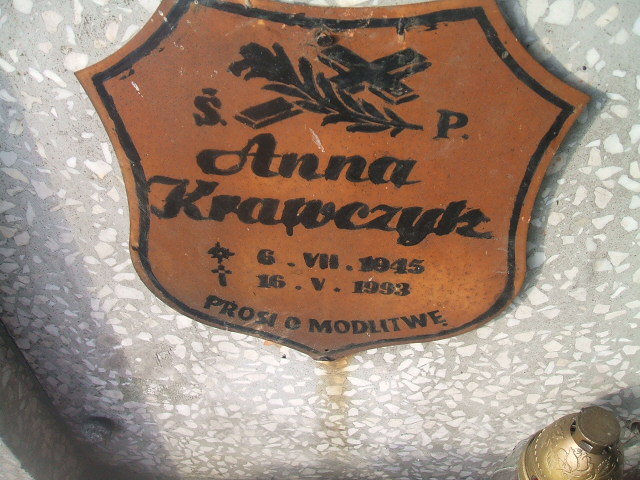 Ś. P.
Anna
Krawczyk
6. VII. 1945
16. V. 1993
PROSI O MODLITWĘ